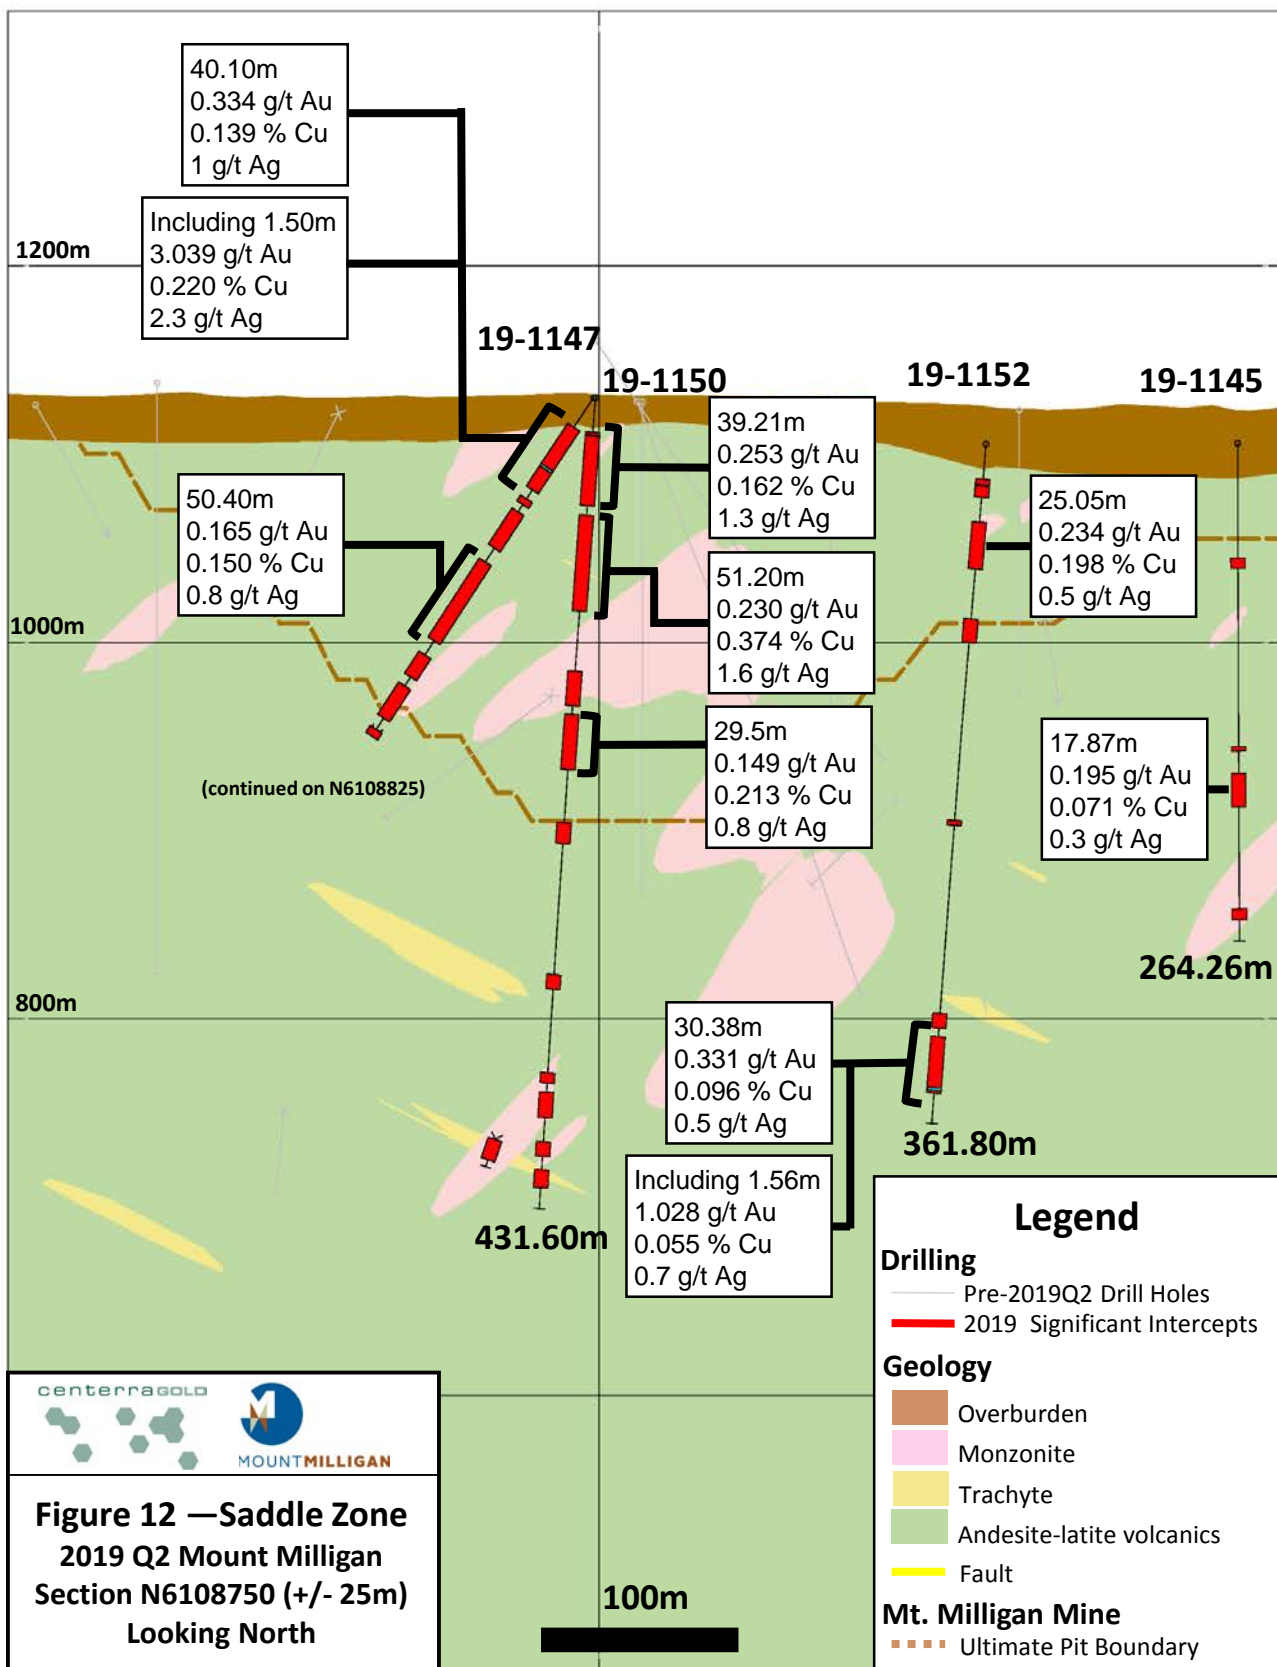 40.10m
0.334 g/t Au
0.139 % Cu
1 g/t Ag
Including 1.50m
3.039 g/t Au
0.220 % Cu
2.3 g/t Ag
1200m
19-1147
19-1150
19-1152
19-1145
39.21m
0.253 g/t Au
0.162 % Cu
1.3 g/t Ag
50.40m
0.165 g/t Au
0.150 % Cu
0.8 g/t Ag
25.05m
0.234 g/t Au
0.198 % Cu
0.5 g/t Ag
51.20m
0.230 g/t Au
0.374 % Cu
1.6 g/t Ag
1000m
29.5m
0.149 g/t Au
0.213 % Cu
0.8 g/t Ag
17.87m
0.195 g/t Au
0.071 % Cu
0.3 g/t Ag
(continued on N6108825)
264.26m
800m
30.38m
0.331 g/t Au
0.096 % Cu
0.5 g/t Ag
361.80m
Including 1.56m
1.028 g/t Au
0.055 % Cu
0.7 g/t Ag
431.60m
Legend
Drilling
Pre-2019Q2 Drill Holes
2019 Significant Intercepts
Geology
Overburden
Monzonite
Trachyte
Andesite-latite volcanics
Fault
Mt. Milligan Mine
Ultimate Pit Boundary
centerraGOLD
MOUNTMILLIGAN
Figure 12 —Saddle Zone
2019 Q2 Mount Milligan
Section N6108750 (+/- 25m)
Looking North
100m